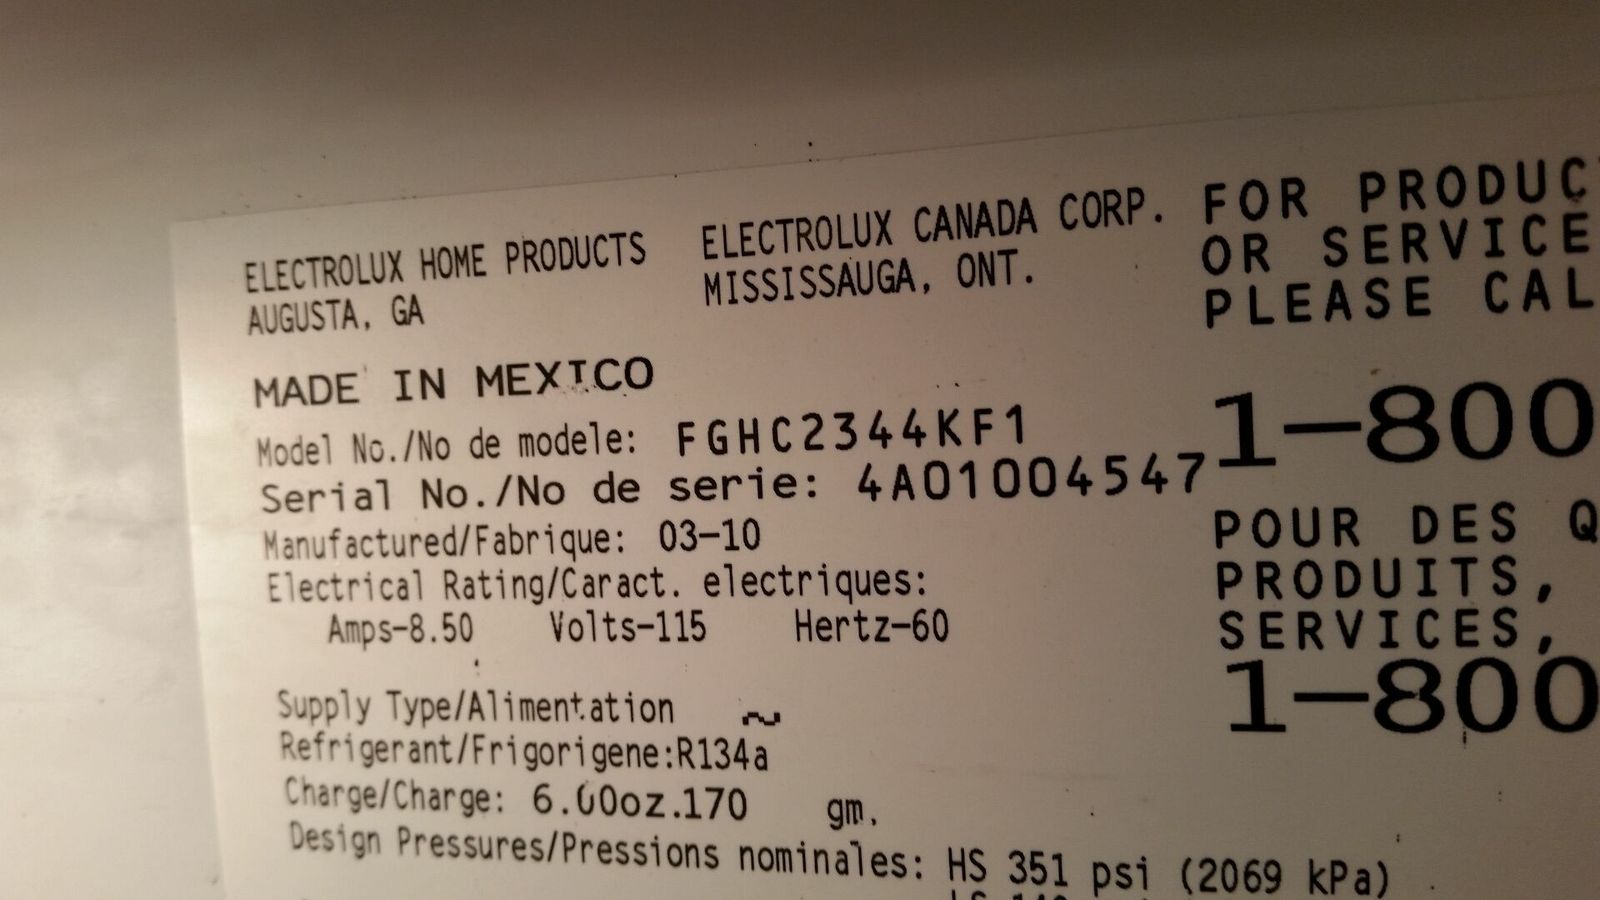 ELECTROLUX HOME PRODUCTS
AUGUSTA, GA
ELECTROLUX CANADA CORP.
MISSISSAUGA, ONT.
MADE IN MEXICO
Model No./No de modele: FGHC2344KF1
Serial No./No de serie: 4A01004547
Manufactured/Fabrique: 03-10
Electrical Rating/Caract. electriques:
Amps-8.50 Volts-115 Hertz-60
Supply Type/Alimentation ~
Refrigerant/Frigorigene:R134a
Charge/Charge: 6.00oz.170 gm.
Design Pressures/Pressions nominales: HS 351 psi (2069 kPa)
FOR PRODUC
OR SERVICE
PLEASE CAL
1-800
POUR DES Q
PRODUITS,
SERVICES,
1-800